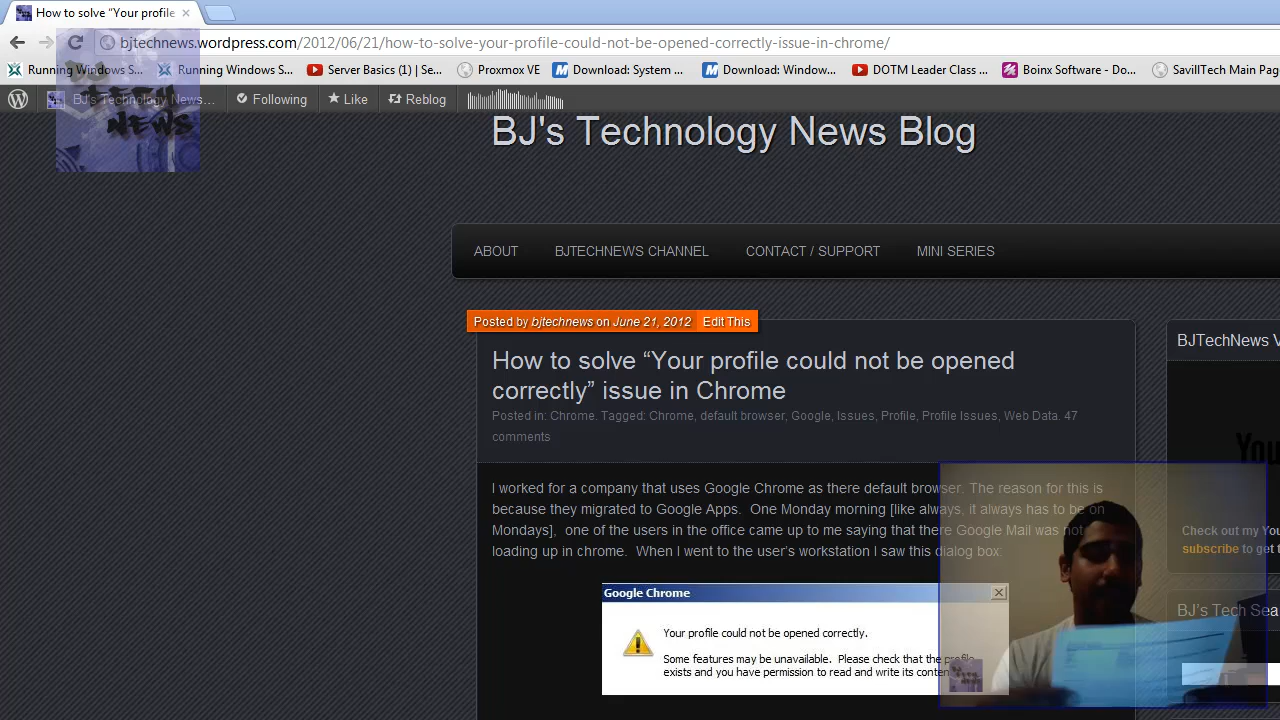 How to solve “Your profile
bjtechnews.wordpress.com/2012/06/21/how-to-solve-your-profile-could-not-be-opened-correctly-issue-in-chrome/
Running Windows S...
Running Windows S...
Server Basics (1) | Se...
Proxmox VE
Download: System ...
Download: Window...
DOTM Leader Class ...
Boinx Software - Do...
SavillTech Main Pag
BJ's Technology News...
Following
Like
Reblog
TECH
NEWS
BJ's Technology News Blog
ABOUT
BJTECHNEWS CHANNEL
CONTACT / SUPPORT
MINI SERIES
Posted by bjtechnews on June 21, 2012
Edit This
How to solve “Your profile could not be opened
correctly” issue in Chrome
Posted in: Chrome. Tagged: Chrome, default browser, Google, Issues, Profile, Profile Issues, Web Data. 47
comments
I worked for a company that uses Google Chrome as there default browser. The reason for this is
because they migrated to Google Apps. One Monday morning [like always, it always has to be on
Mondays], one of the users in the office came up to me saying that there Google Mail was not
loading up in chrome. When I went to the user's workstation I saw this dialog box:
Google Chrome
Your profile could not be opened correctly.
Some features may be unavailable. Please check that the profile
exists and you have permission to read and write its conten
BJTechNews V
You
Check out my You
subscribe to get t
BJ's Tech Sea